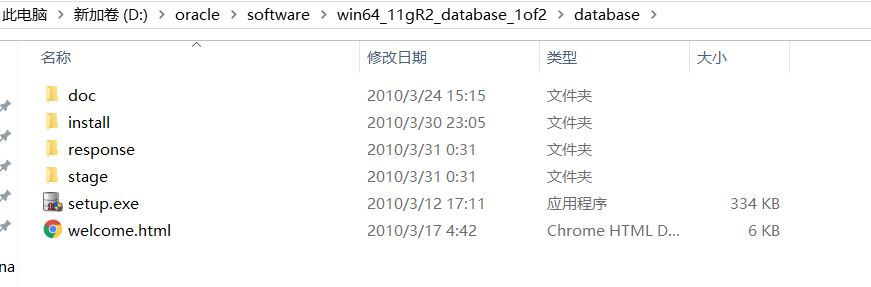 此电脑 > 新加卷 (D:) > oracle > software > win64_11gR2_database_1of2 > database >
名称 修改日期 类型 大小
doc 2010/3/24 15:15 文件夹
install 2010/3/30 23:05 文件夹
response 2010/3/31 0:31 文件夹
stage 2010/3/31 0:31 文件夹
setup.exe 2010/3/12 17:11 应用程序 334 KB
welcome.html 2010/3/17 4:42 Chrome HTML D... 6 KB
na